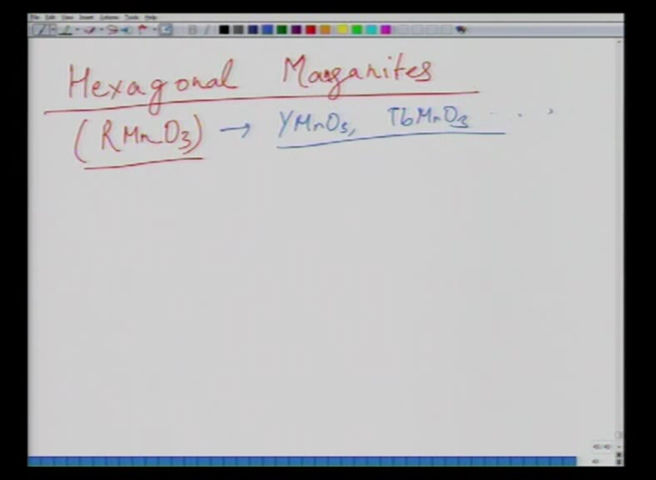 Hexagonal Manganites
(RMnO3) → YMnO3, TbMnO3 . . ,